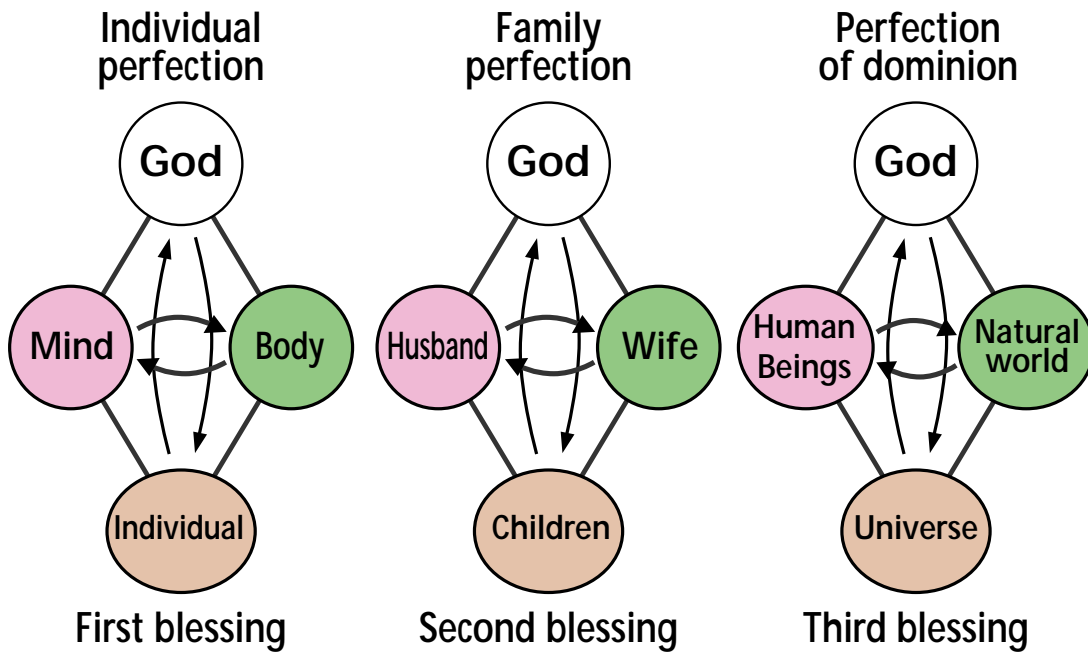 Individual
perfection
God
Mind
Body
Individual
First blessing
Family
perfection
God
Husband
Wife
Children
Second blessing
Perfection
of dominion
God
Human
Beings
Natural
world
Universe
Third blessing